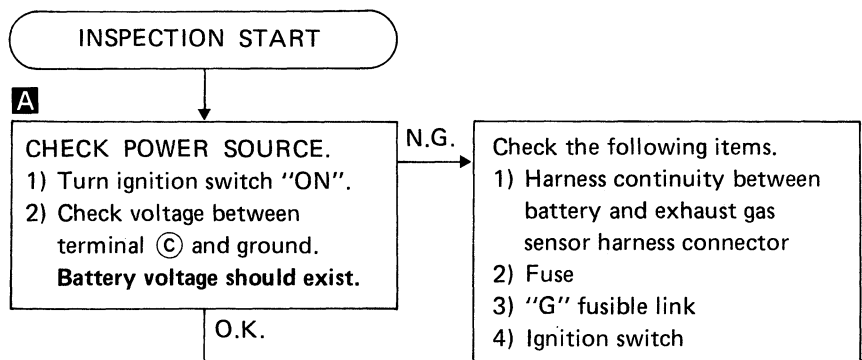 INSPECTION START
A
CHECK POWER SOURCE.
1) Turn ignition switch "ON".
2) Check voltage between
terminal ⓒ and ground.
Battery voltage should exist.
N.G.
Check the following items.
1) Harness continuity between
battery and exhaust gas
sensor harness connector
2) Fuse
3) "G" fusible link
4) Ignition switch
O.K.